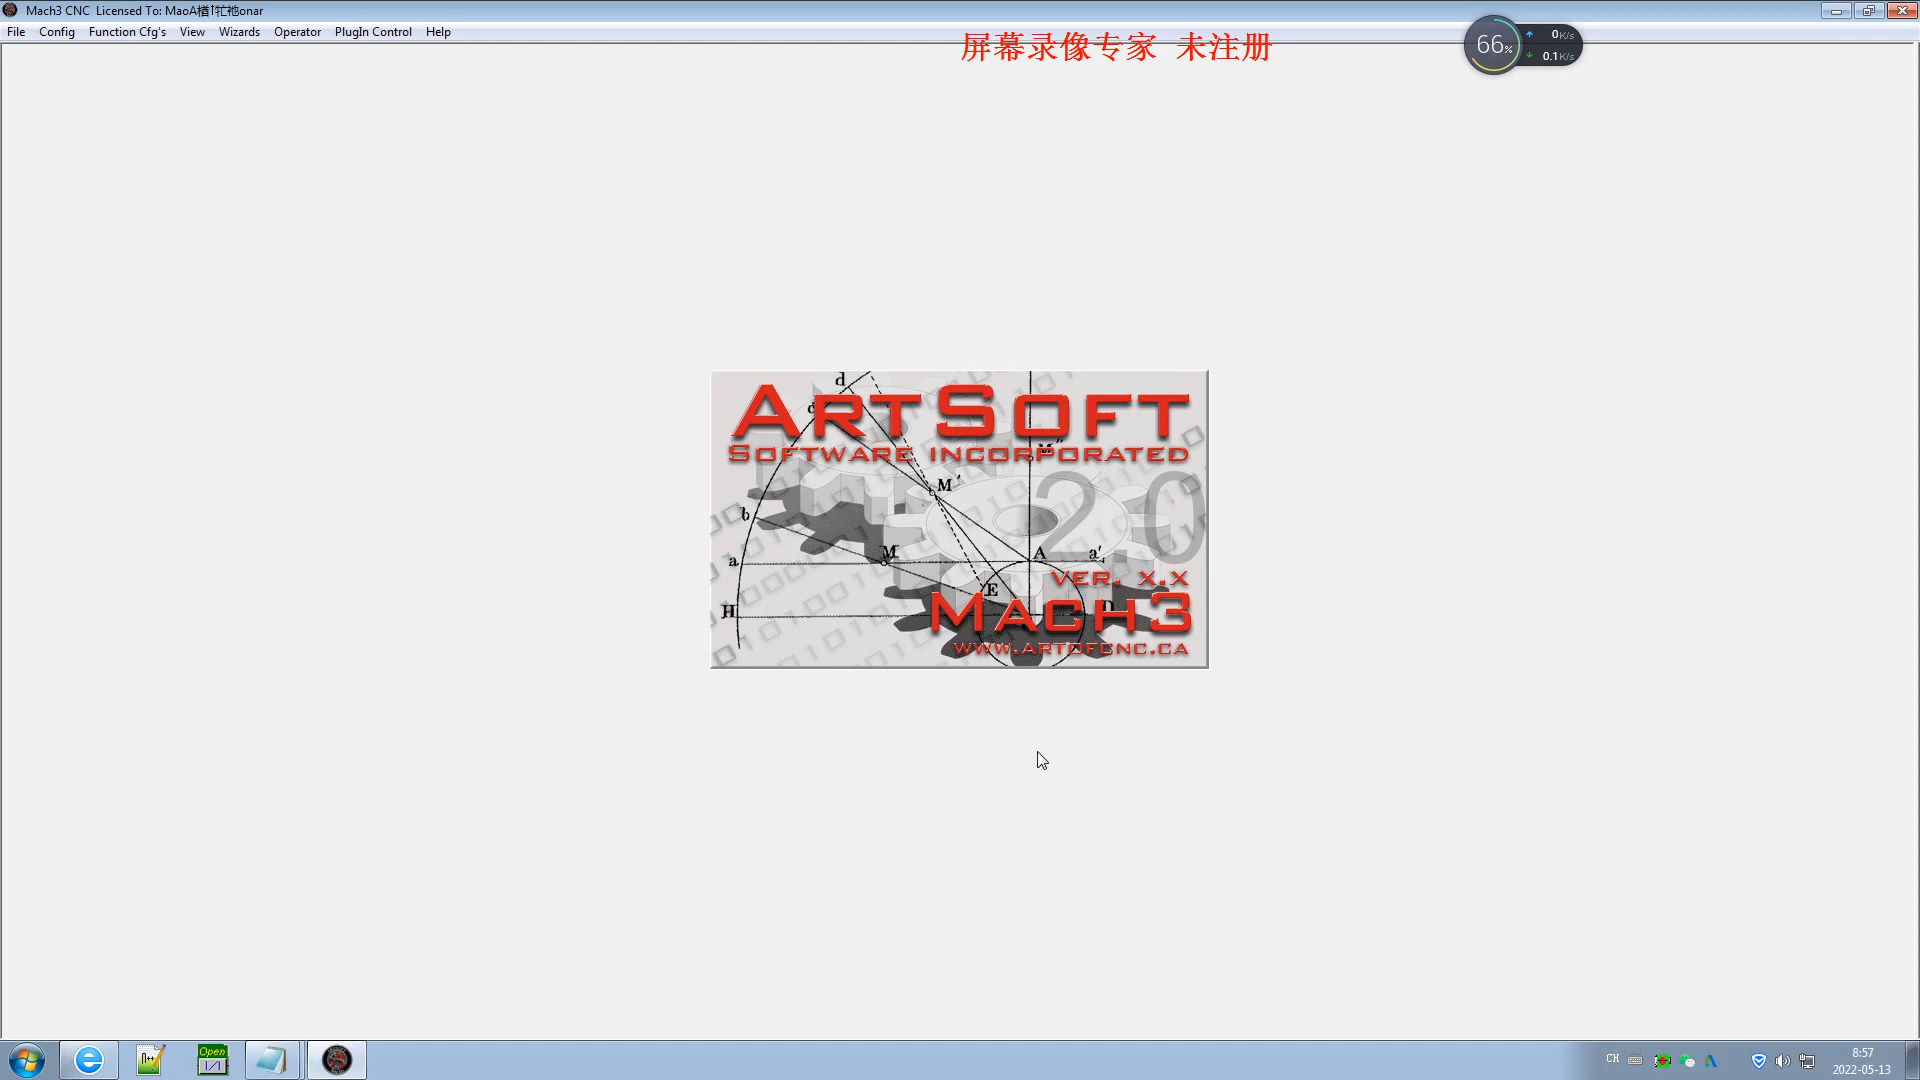 Mach3 CNC Licensed To: MaoA
File Config Function Cfg's View Wizards Operator PlugIn Control Help
屏幕录像专家 未注册
66%
0K/s
0.1K/s
ArtSoft
Software incorporated
2.0
d
M'
b
M
A a'
a
E
H
D
ver. x.x
Mach3
www.artofcnc.ca
Open
CH
8:57
2022-05-13